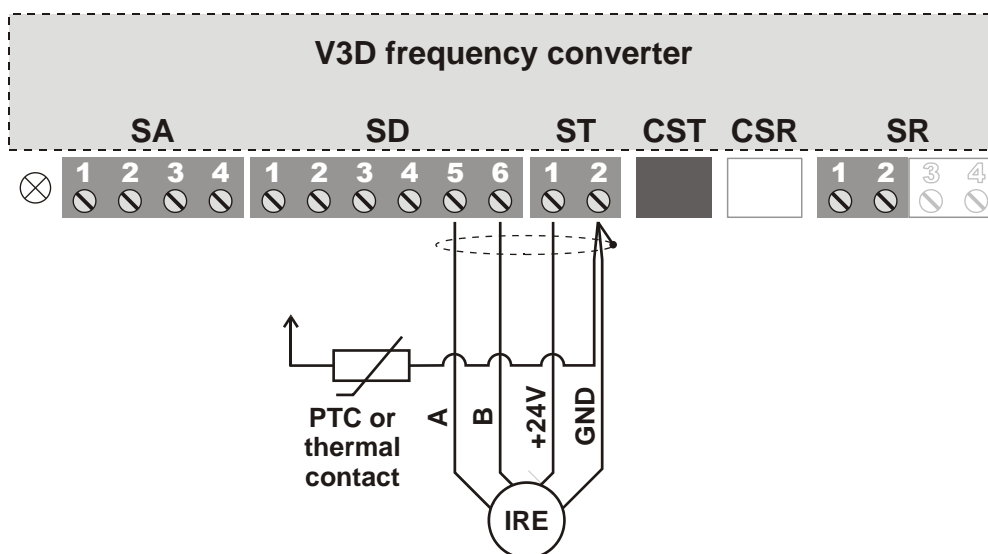 V3D frequency converter
SA SD ST CST CSR SR
1 2 3 4 1 2 3 4 5 6 1 2 1 2 3 4
PTC or
thermal
contact
A
B
+24V
GND
IRE